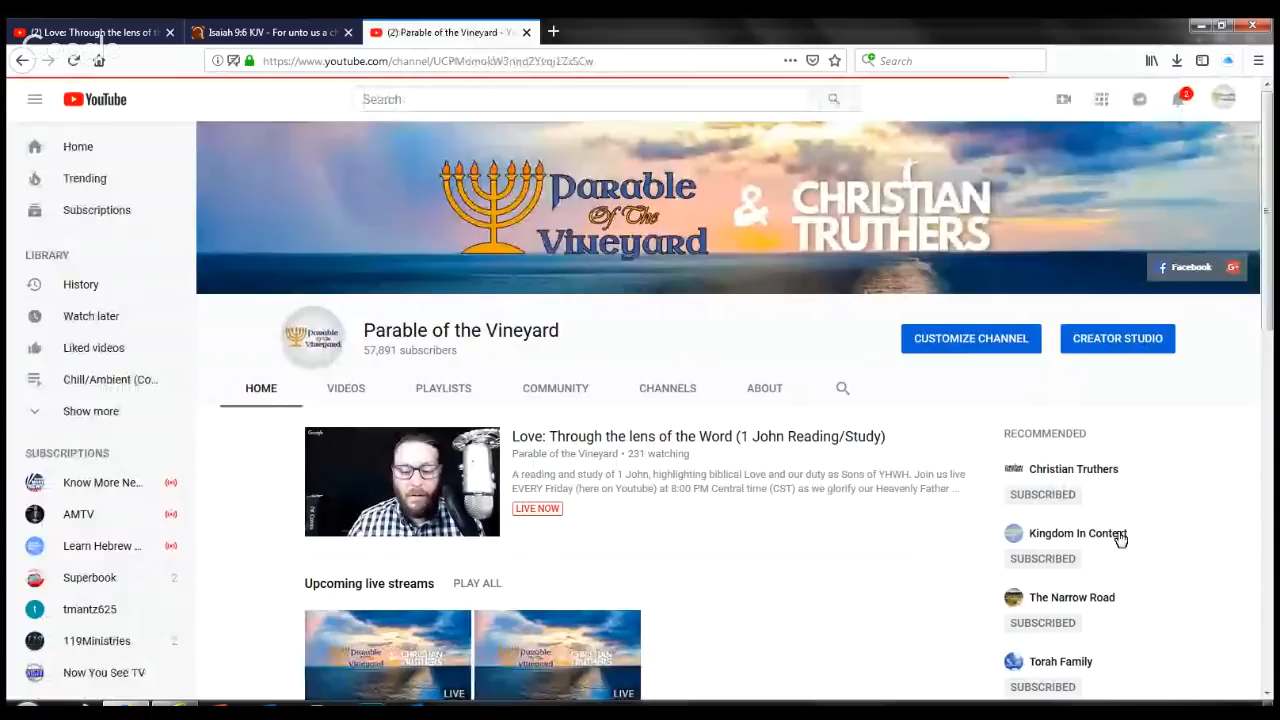 (2) Love: Through the lens of t
Isaiah 9:6 KJV - For unto us a c
(2) Parable of the Vineyard - Y
Google
Search
YouTube
Search
2
Home
Trending
Subscriptions
LIBRARY
History
Watch later
Liked videos
Chill/Ambient (Co...
Show more
SUBSCRIPTIONS
Know More Ne...
AMTV
Learn Hebrew ...
Superbook 2
tmantz625
119Ministries 2
Now You See TV
Parable
Of The
Vineyard
& CHRISTIAN
TRUTHERS
Facebook G+
Parable of the Vineyard
57,891 subscribers
CUSTOMIZE CHANNEL
CREATOR STUDIO
HOME VIDEOS PLAYLISTS COMMUNITY CHANNELS ABOUT
Google
Love: Through the lens of the Word (1 John Reading/Study)
Parable of the Vineyard • 231 watching
A reading and study of 1 John, highlighting biblical Love and our duty as Sons of YHWH. Join us live
EVERY Friday (here on Youtube) at 8:00 PM Central time (CST) as we glorify our Heavenly Father ...
LIVE NOW
Upcoming live streams PLAY ALL
LIVE
LIVE
RECOMMENDED
Christian Truthers
SUBSCRIBED
Kingdom In Context
SUBSCRIBED
The Narrow Road
SUBSCRIBED
Torah Family
SUBSCRIBED